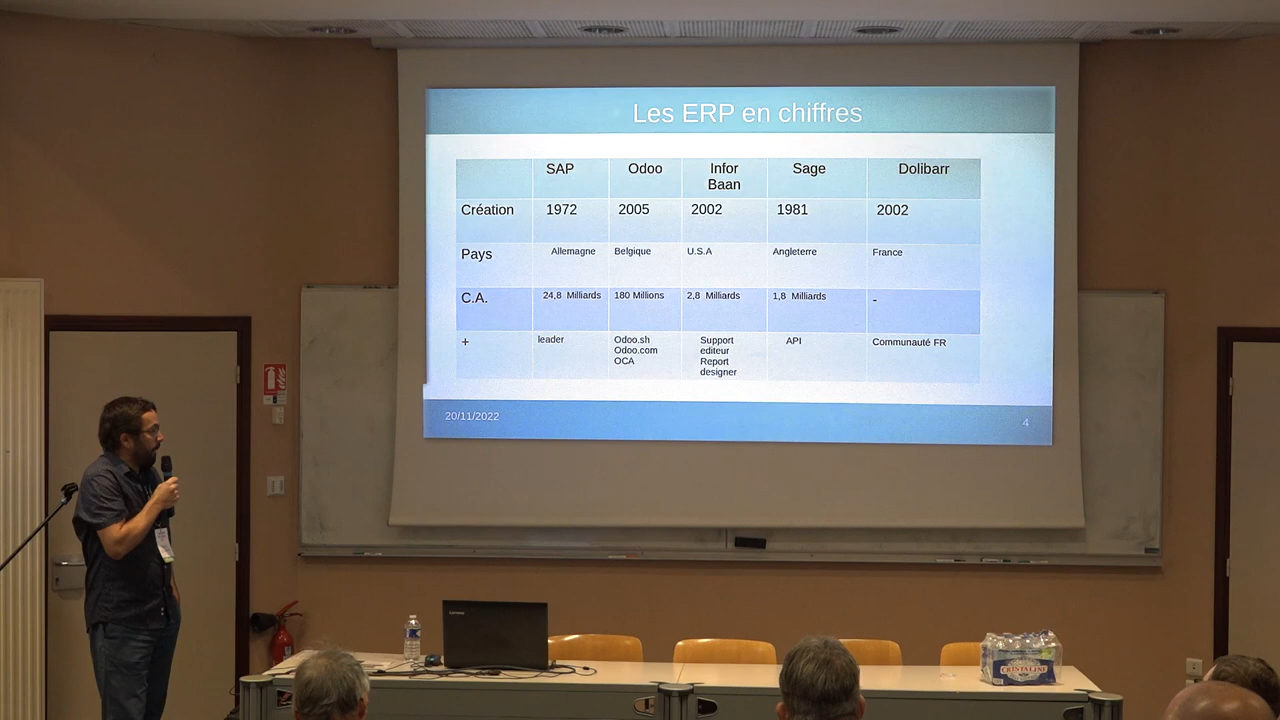 Les ERP en chiffres
SAP Odoo Infor Baan Sage Dolibarr
Création 1972 2005 2002 1981 2002
Pays Allemagne Belgique U.S.A Angleterre France
C.A. 24,8 Milliards 180 Millions 2,8 Milliards 1,8 Milliards -
+ leader Odoo.sh Odoo.com OCA Support editeur Report designer API Communauté FR
20/11/2022
4
Lenovo
CRISTALINE